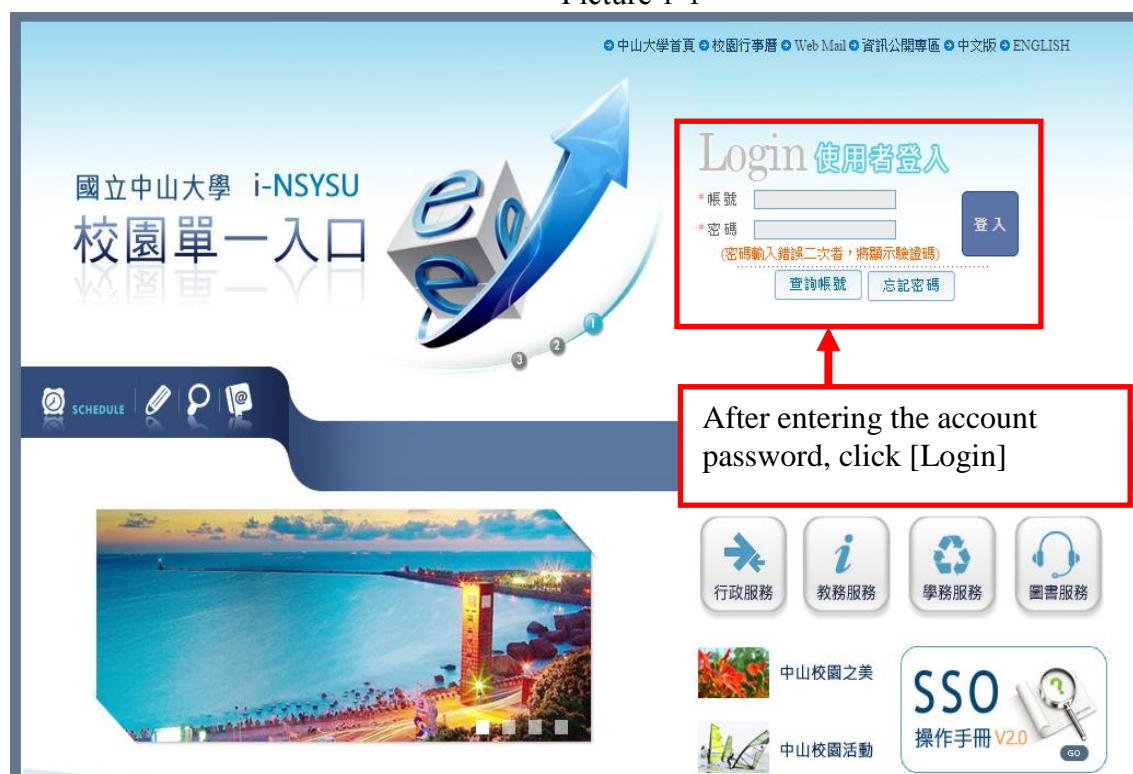 Picture 1-1
中山大學首頁 校園行事曆 Web Mail 資訊公開專區 中文版 ENGLISH
Login 使用者登入
*帳號
*密碼
登入
(密碼輸入錯誤二次者，將顯示驗證碼)
查詢帳號 忘記密碼
國立中山大學 i-NSYSU
校園單一入口
e
e
e
1
2
3
SCHEDULE
@
After entering the account
password, click [Login]
行政服務 教務服務 學務服務 圖書服務
中山校園之美
中山校園活動
SSO
操作手冊 V2.0
?
GO